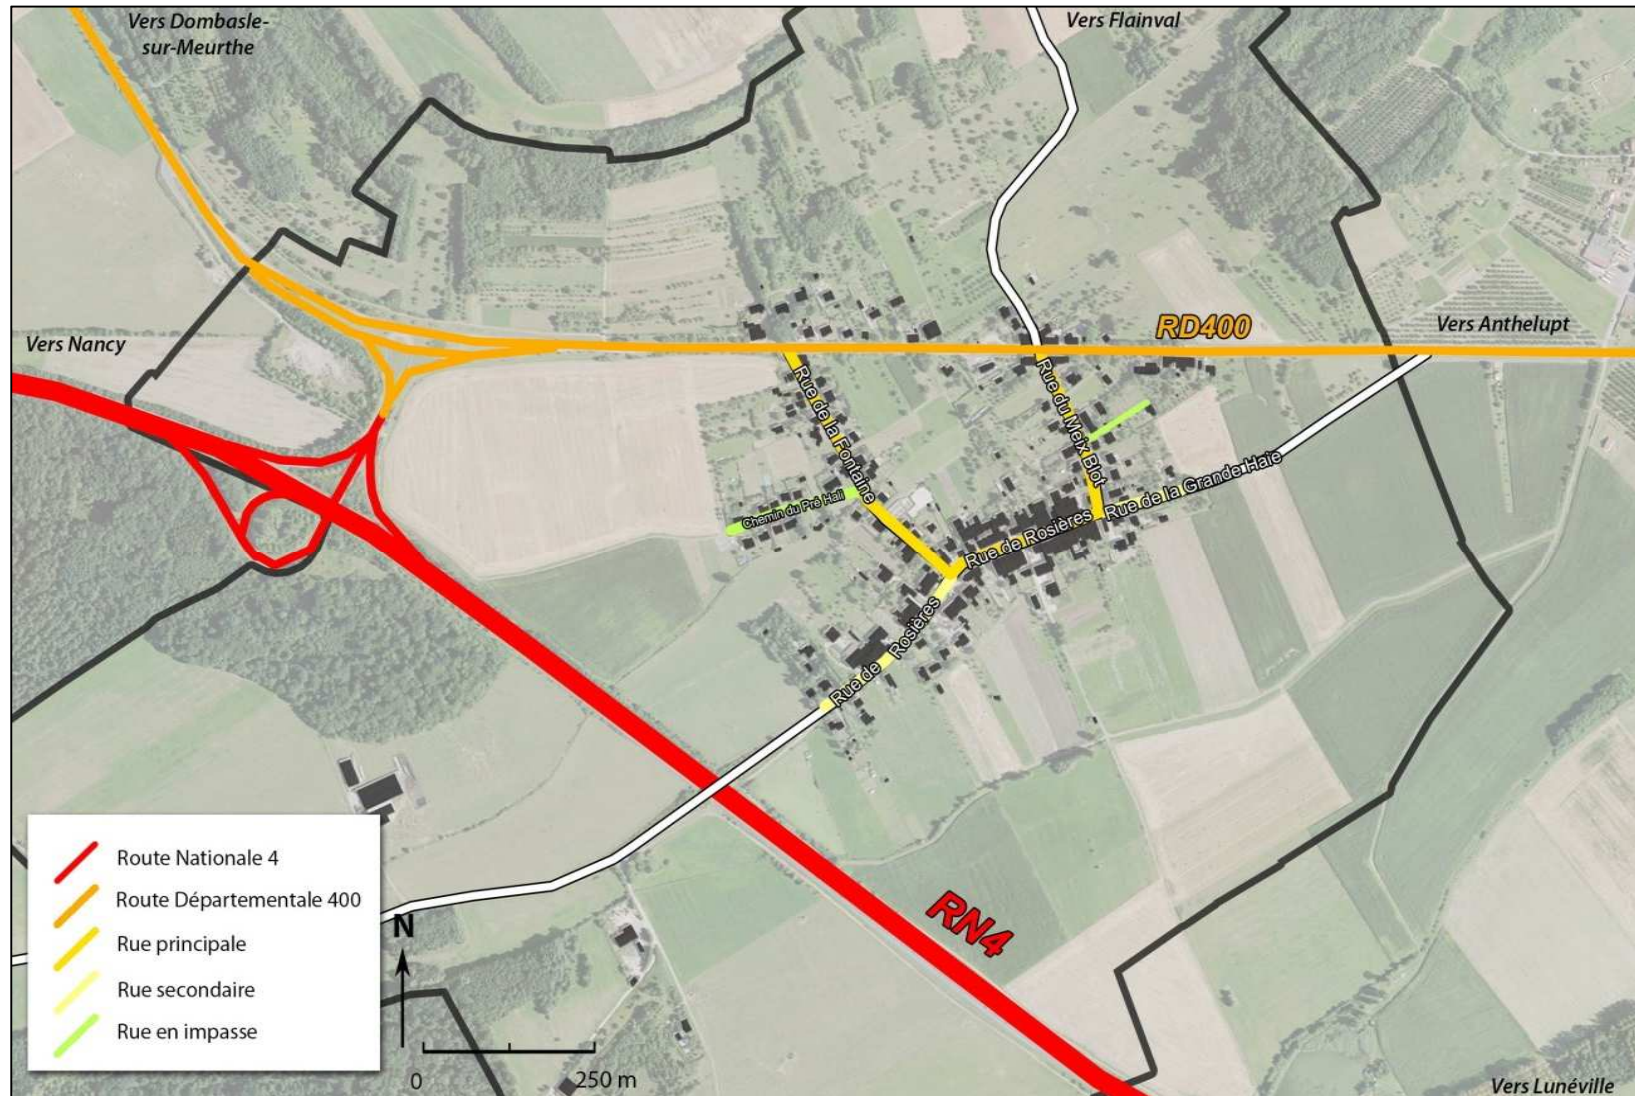 Vers Dombasle-
sur-Meurthe
Vers Flainval
RD400
Vers Anthelupt
Vers Nancy
Rue de la Fontaine
Rue du Meix Blot
Rue de la Grande Haie
Chemin du Pré Hali
Rue de Rosières
Rue de Rosières
RN4
Route Nationale 4
Route Départementale 400
Rue principale
Rue secondaire
Rue en impasse
N
0 250 m
Vers Lunéville